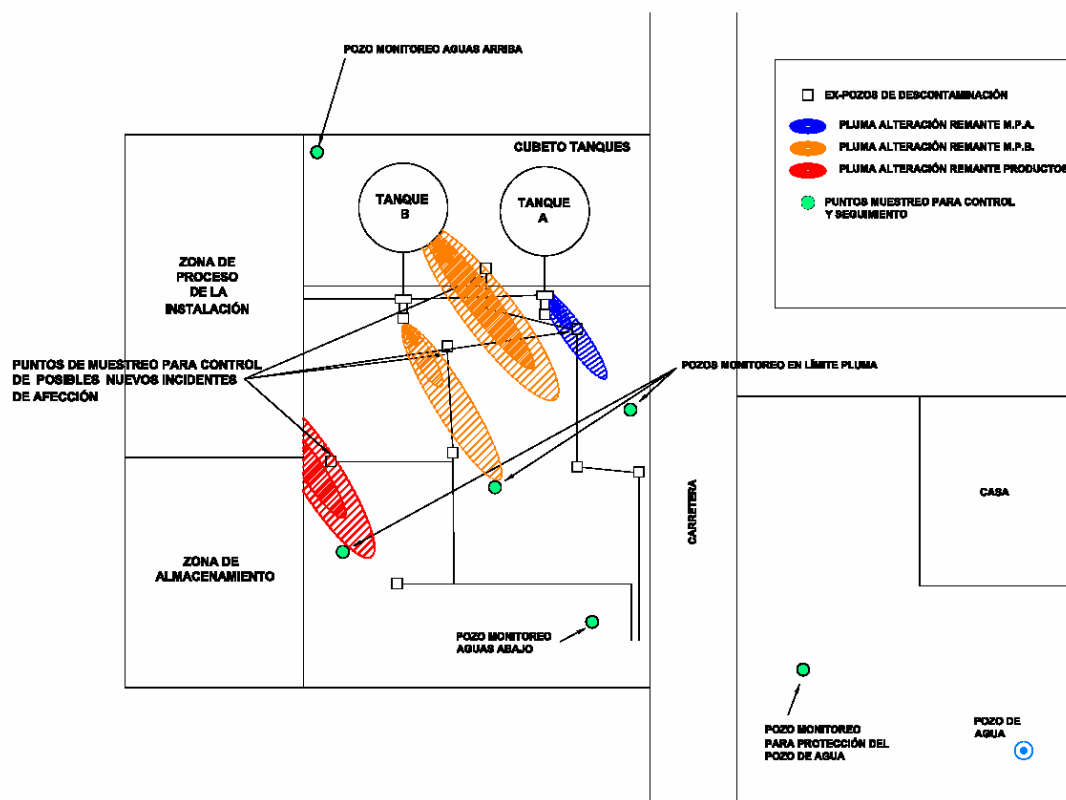 POZO MONITOREO AGUAS ARRIBA
EX-POZOS DE DESCONTAMINACIÓN
PLUMA ALTERACIÓN REMANTE M.P.A.
PLUMA ALTERACIÓN REMANTE M.P.B.
PLUMA ALTERACIÓN REMANTE PRODUCTOS
PUNTOS MUESTREO PARA CONTROL
Y SEGUIMIENTO
CUBETO TANQUES
TANQUE
B
TANQUE
A
ZONA DE
PROCESO
DE LA
INSTALACIÓN
PUNTOS DE MUESTREO PARA CONTROL
DE POSIBLES NUEVOS INCIDENTES
DE AFECCIÓN
POZOS MONITOREO EN LÍMITE PLUMA
CARRETERA
CASA
ZONA DE
ALMACENAMIENTO
POZO MONITOREO
AGUAS ABAJO
POZO MONITOREO
PARA PROTECCIÓN DEL
POZO DE AGUA
POZO DE
AGUA